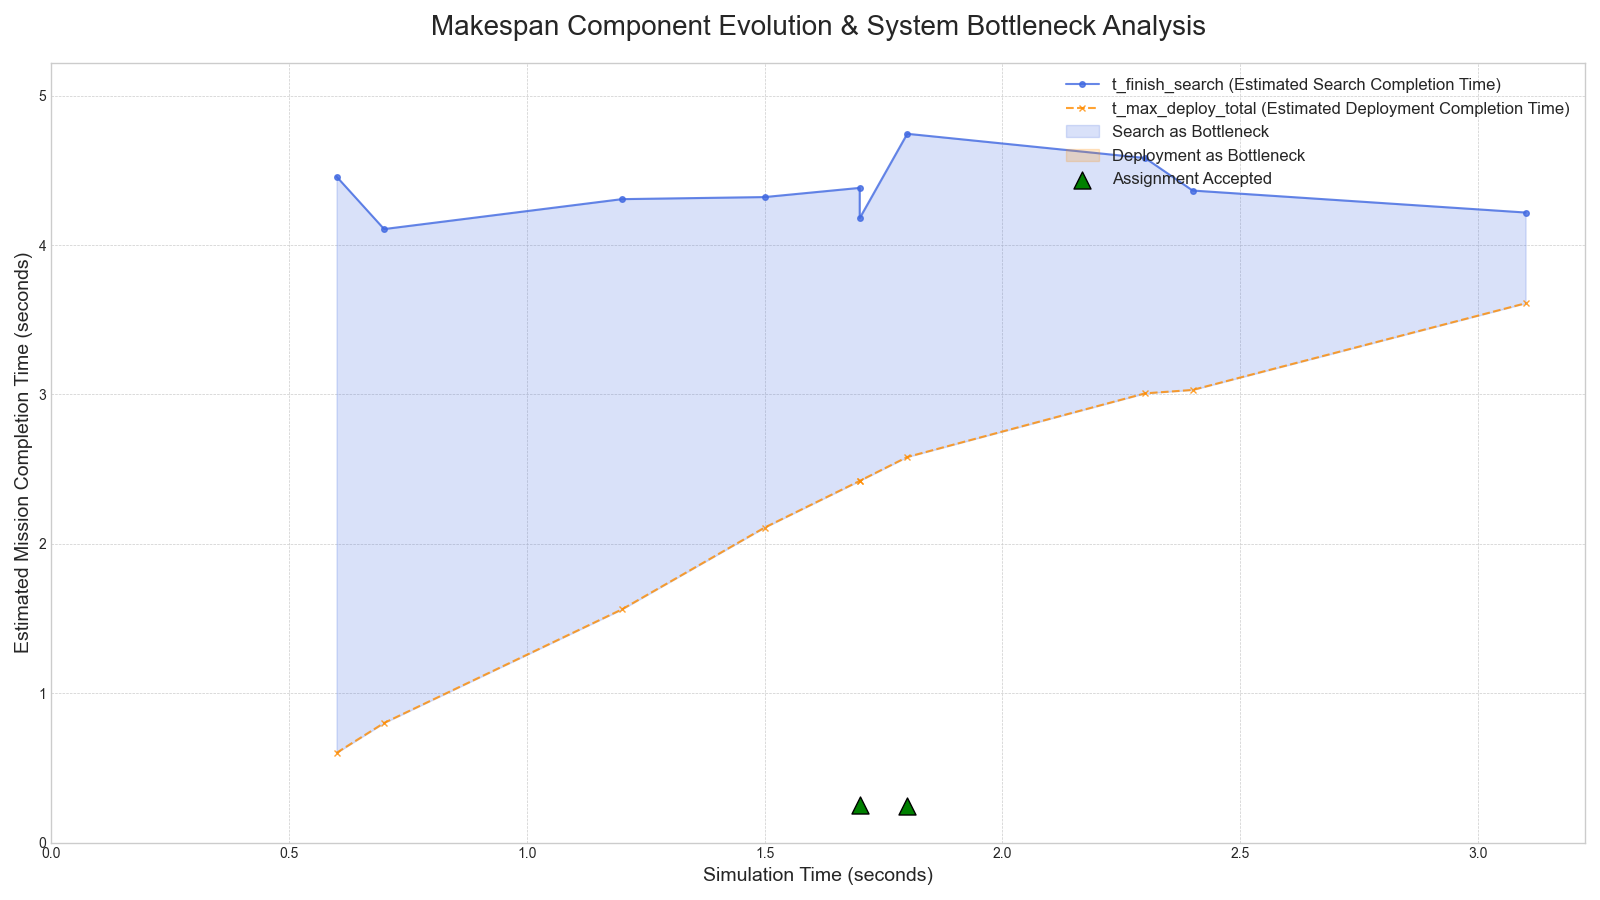 Makespan Component Evolution & System Bottleneck Analysis
t_finish_search (Estimated Search Completion Time)
t_max_deploy_total (Estimated Deployment Completion Time)
Search as Bottleneck
Deployment as Bottleneck
Assignment Accepted
Estimated Mission Completion Time (seconds)
5
4
3
2
1
0
0.0 0.5 1.0 1.5 2.0 2.5 3.0
Simulation Time (seconds)